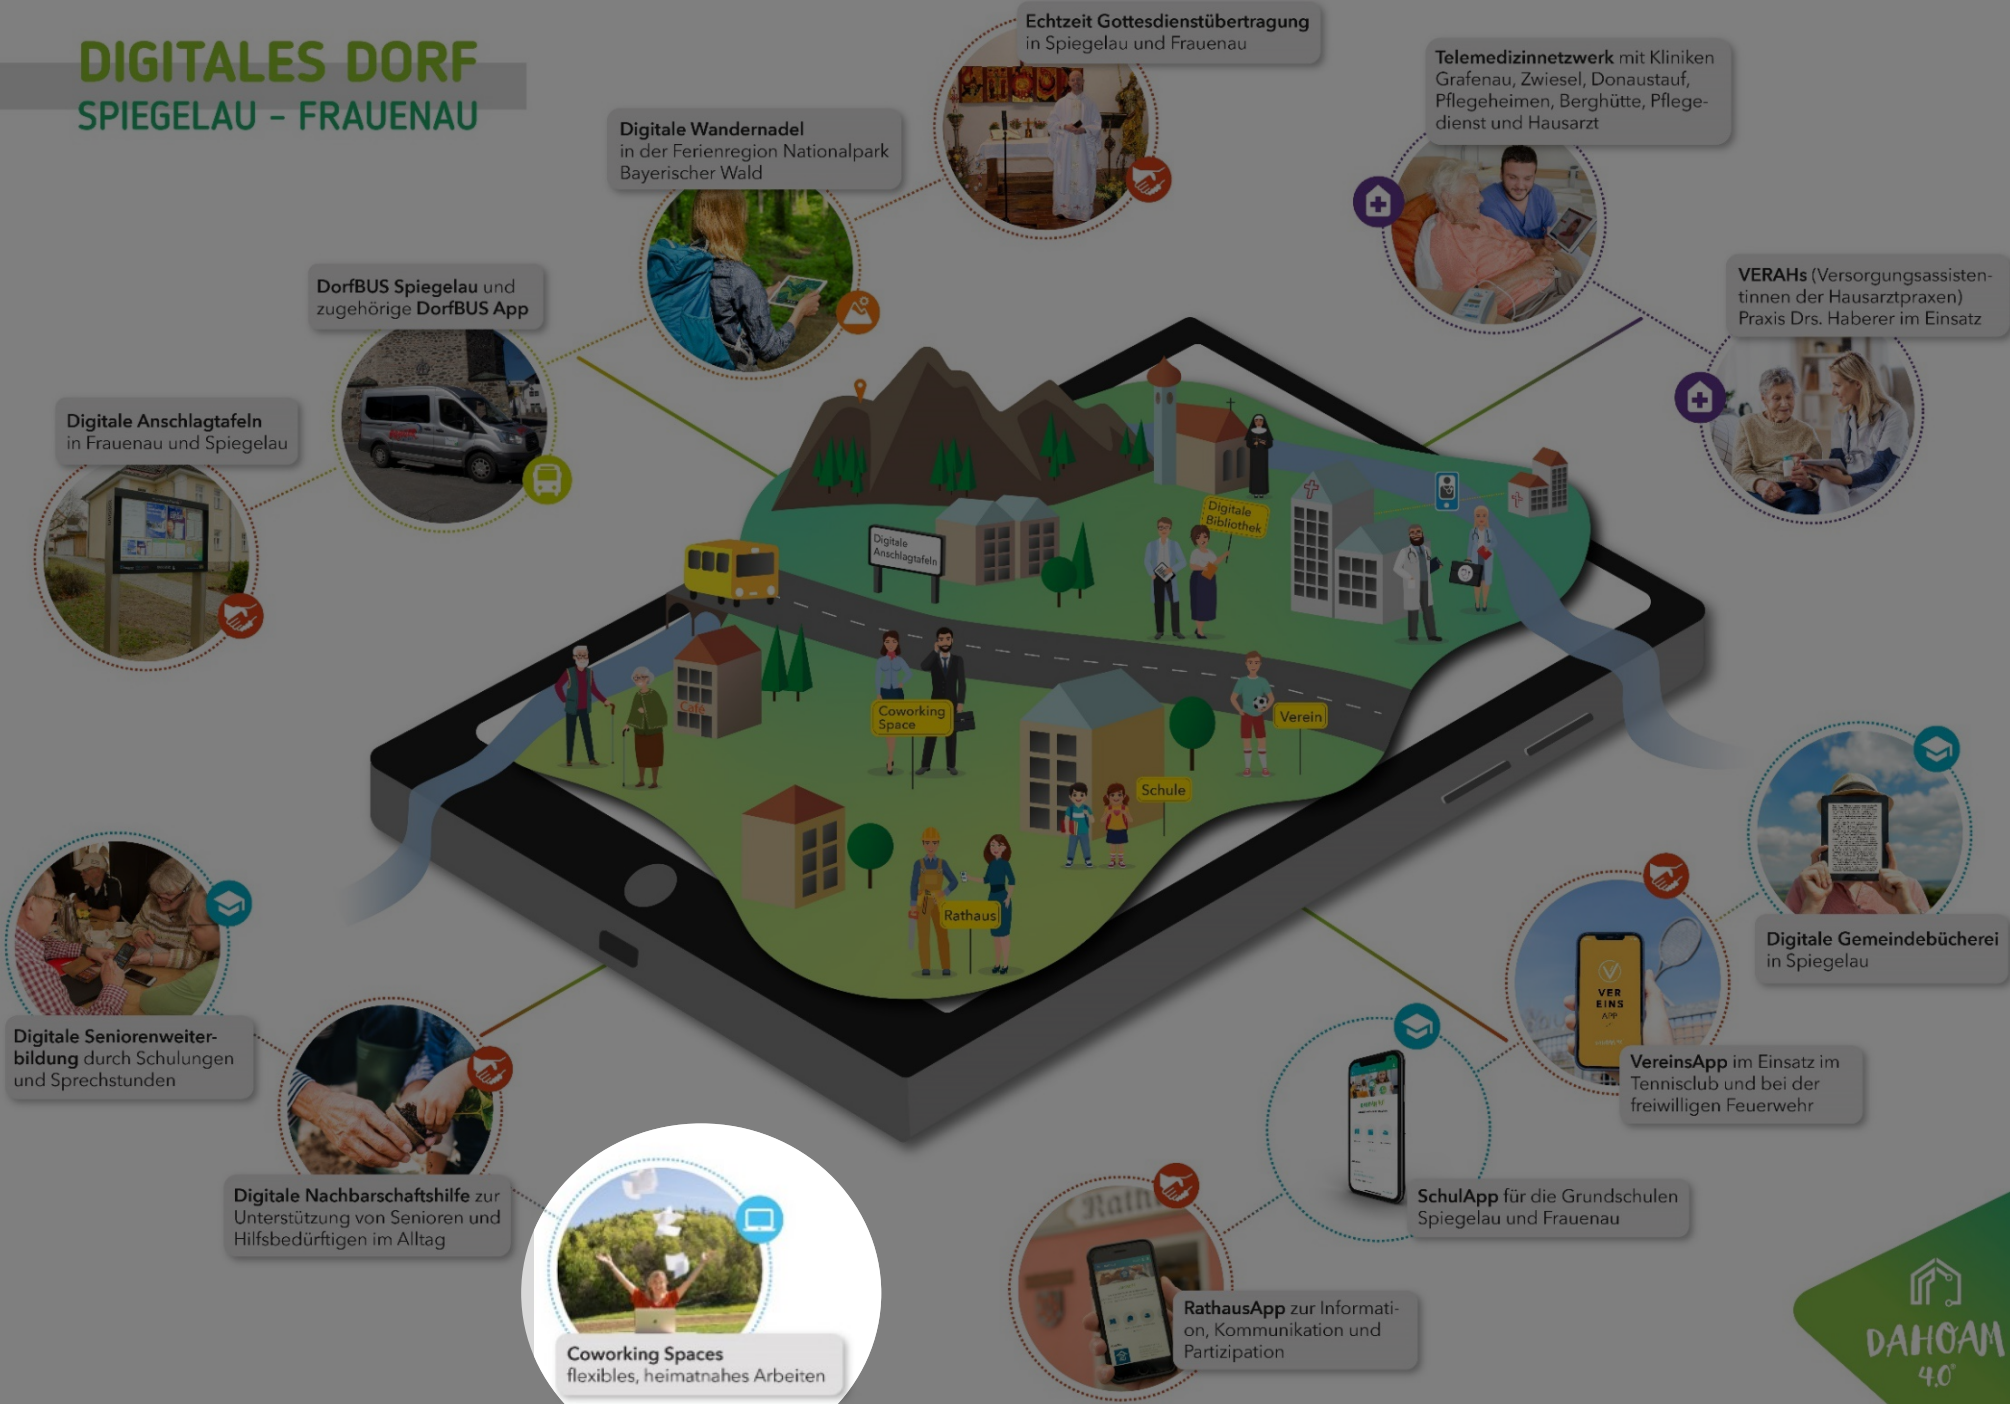 DIGITALES DORF
SPIEGELAU – FRAUENAU
Echtzeit Gottesdienstübertragung
in Spiegelau und Frauenau
Telemedizinnetzwerk mit Kliniken
Grafenau, Zwiesel, Donaustauf,
Pflegeheimen, Berghütte, Pflege-
dienst und Hausarzt
Digitale Wandernadel
in der Ferienregion Nationalpark
Bayerischer Wald
DorfBUS Spiegelau und
zugehörige DorfBUS App
VERAHs (Versorgungsassisten-
tinnen der Hausarztpraxen)
Praxis Drs. Haberer im Einsatz
Digitale Anschlagtafeln
in Frauenau und Spiegelau
Digitale
Bibliothek
Digitale
Anschlagtafeln
Café
Coworking
Space
Verein
Schule
Rathaus
Digitale Gemeindebücherei
in Spiegelau
VER
EINS
APP
Digitale Seniorenweiter-
bildung durch Schulungen
und Sprechstunden
VereinsApp im Einsatz im
Tennisclub und bei der
freiwilligen Feuerwehr
Digitale Nachbarschaftshilfe zur
Unterstützung von Senioren und
Hilfsbedürftigen im Alltag
SchulApp für die Grundschulen
Spiegelau und Frauenau
Rath
RathausApp zur Informati-
on, Kommunikation und
Partizipation
Coworking Spaces
flexibles, heimatnahes Arbeiten
DAHOAM
4.0